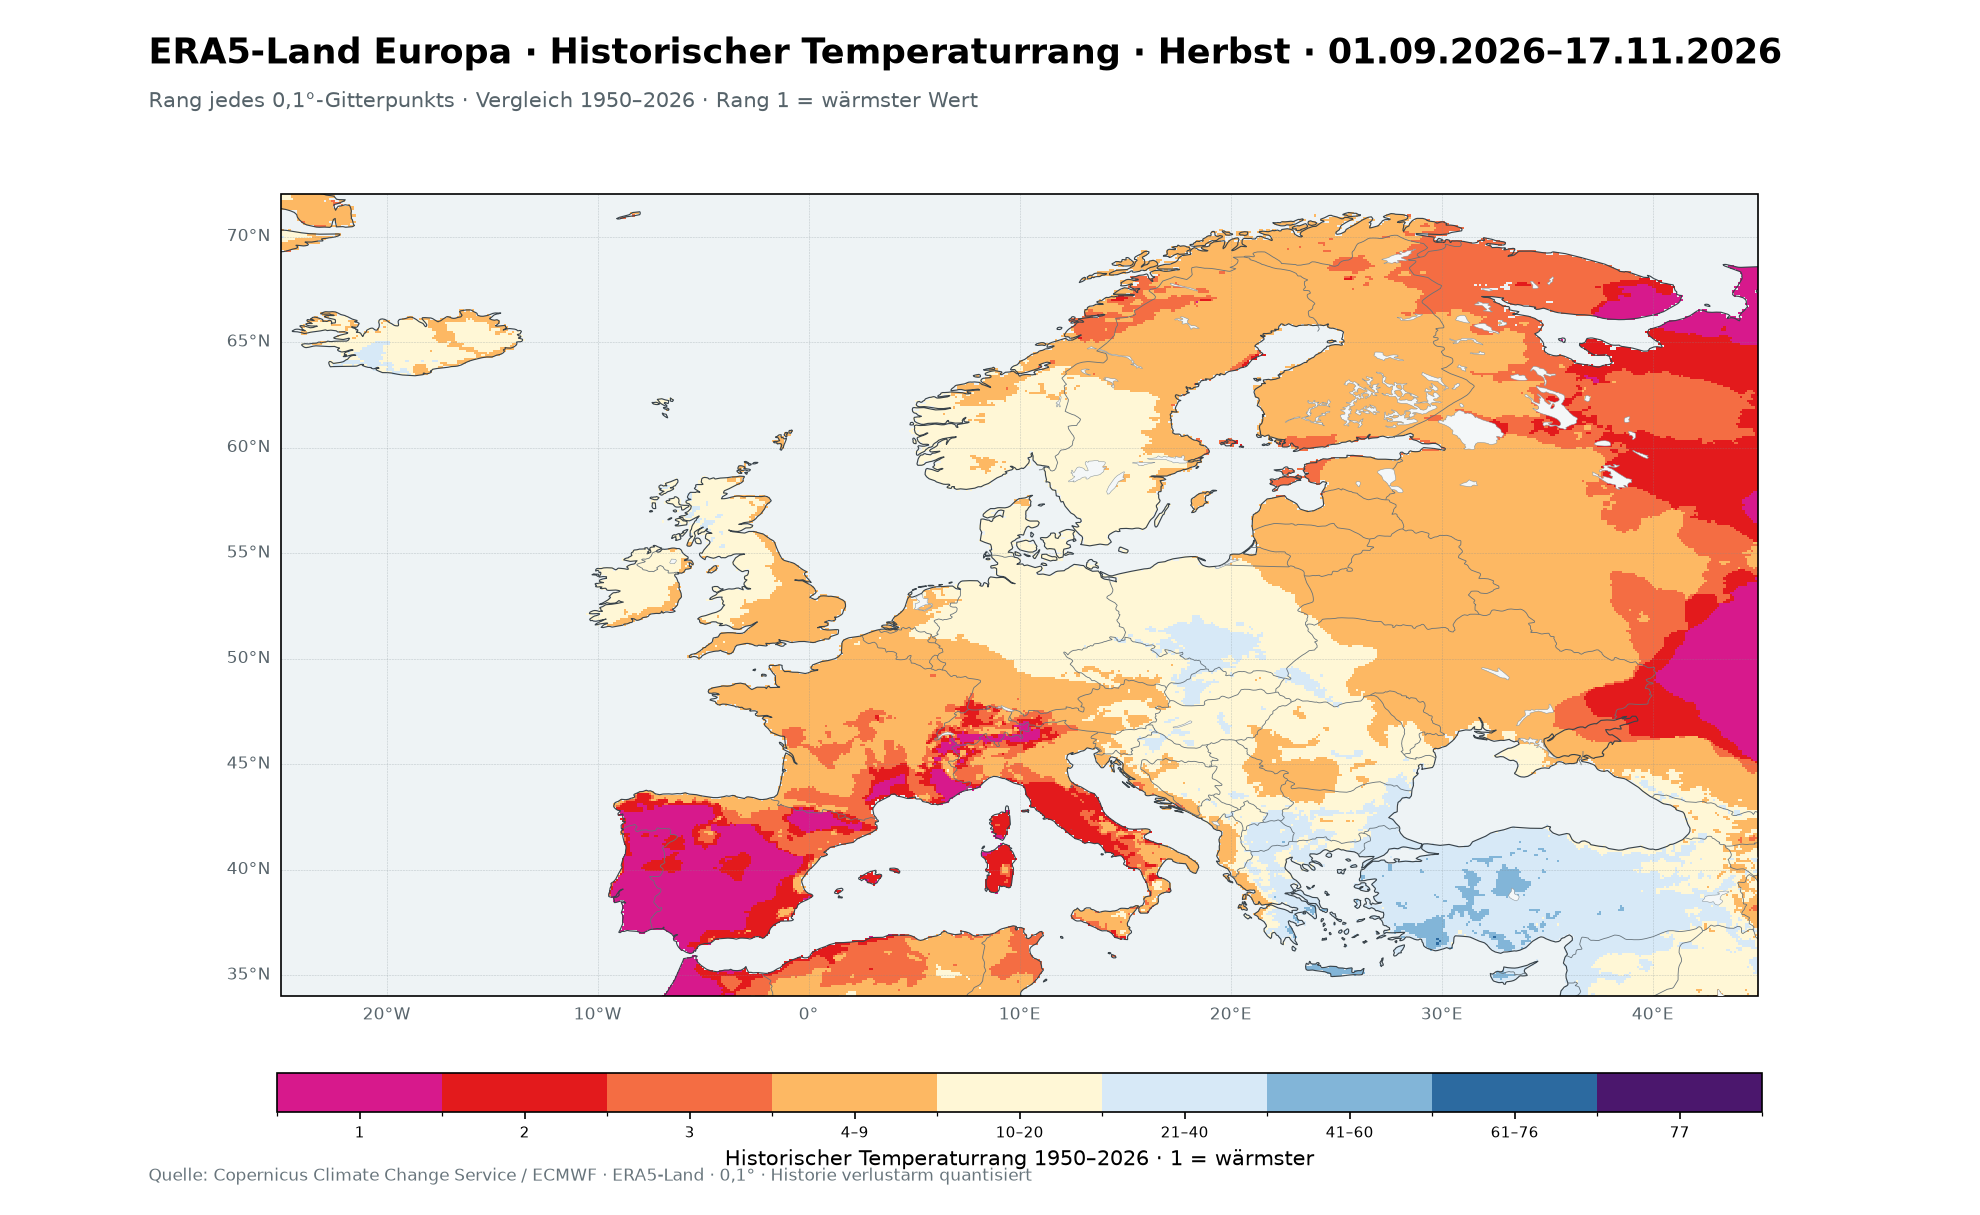 ERA5-Land Europa · Historischer Temperaturrang · Herbst · 01.09.2026–17.11.2026
Rang jedes 0,1°-Gitterpunkts · Vergleich 1950–2026 · Rang 1 = wärmster Wert
70°N
65°N
60°N
55°N
50°N
45°N
40°N
35°N
20°W 10°W 0° 10°E 20°E 30°E 40°E
1 2 3 4–9 10–20 21–40 41–60 61–76 77
Historischer Temperaturrang 1950–2026 · 1 = wärmster
Quelle: Copernicus Climate Change Service / ECMWF · ERA5-Land · 0,1° · Historie verlustarm quantisiert